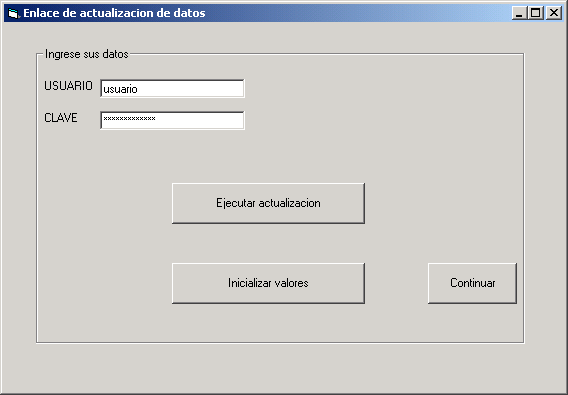 Enlace de actualizacion de datos
Ingrese sus datos
USUARIO usuario
CLAVE ×××××××××××××
Ejecutar actualizacion
Inicializar valores Continuar